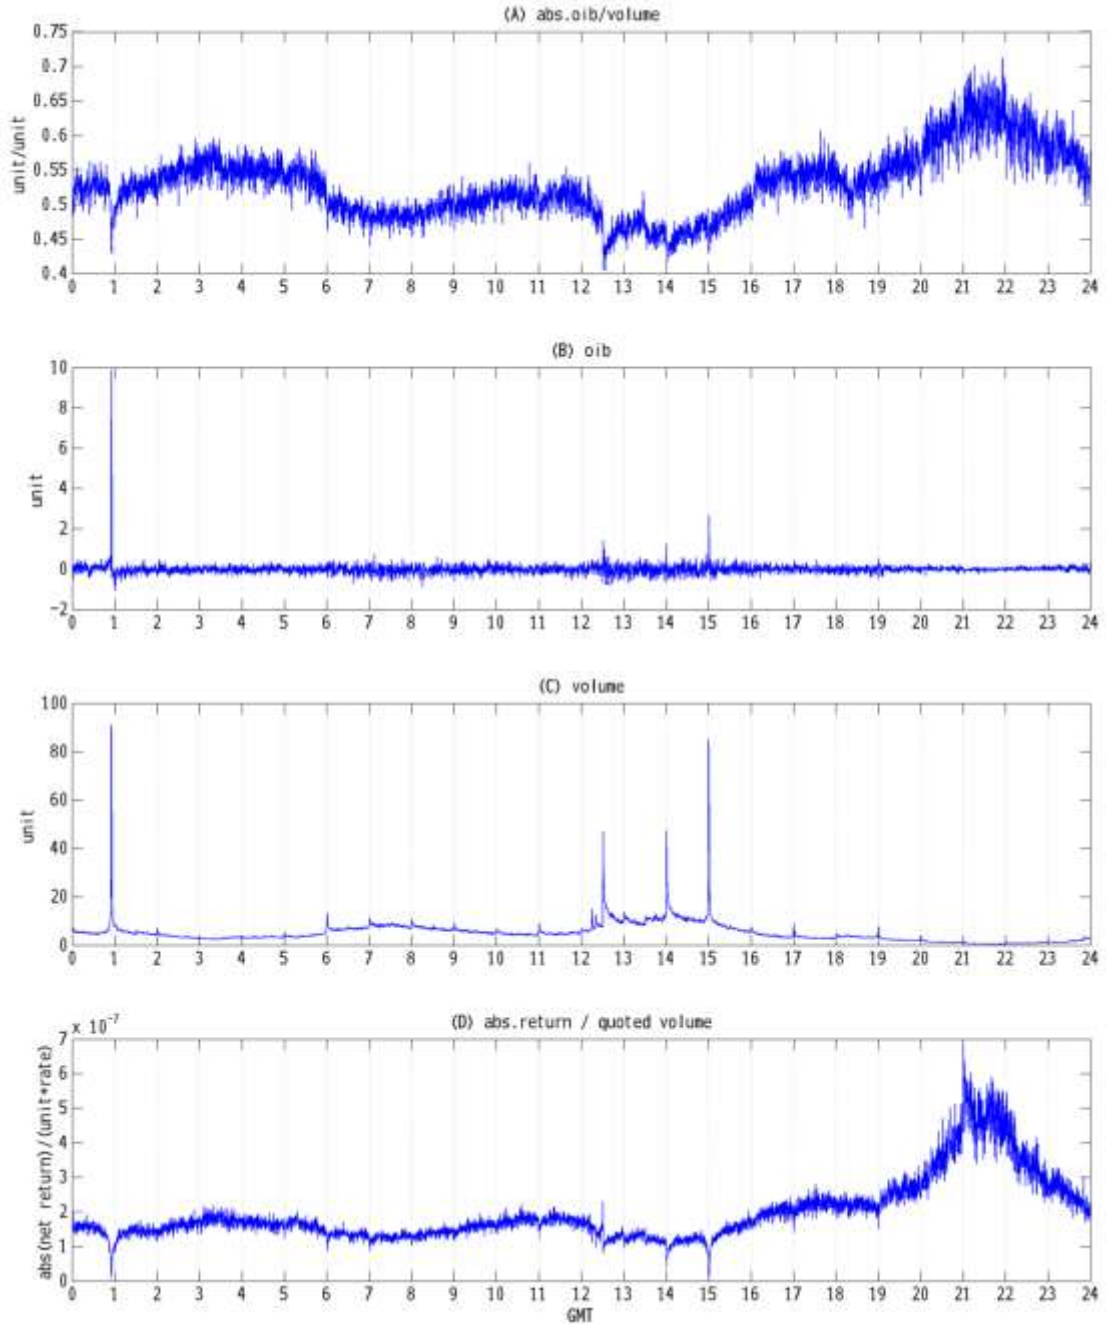 (A) abs.oib/volume
unit/unit
0.75
0.7
0.65
0.6
0.55
0.5
0.45
0.4
0 1 2 3 4 5 6 7 8 9 10 11 12 13 14 15 16 17 18 19 20 21 22 23 24
(B) oib
unit
10
8
6
4
2
0
−2
0 1 2 3 4 5 6 7 8 9 10 11 12 13 14 15 16 17 18 19 20 21 22 23 24
(C) volume
unit
100
80
60
40
20
0
0 1 2 3 4 5 6 7 8 9 10 11 12 13 14 15 16 17 18 19 20 21 22 23 24
(D) abs.return / quoted volume
x 10⁻⁷
abs(net return)/(unit*rate)
7
6
5
4
3
2
1
0
0 1 2 3 4 5 6 7 8 9 10 11 12 13 14 15 16 17 18 19 20 21 22 23 24
GMT